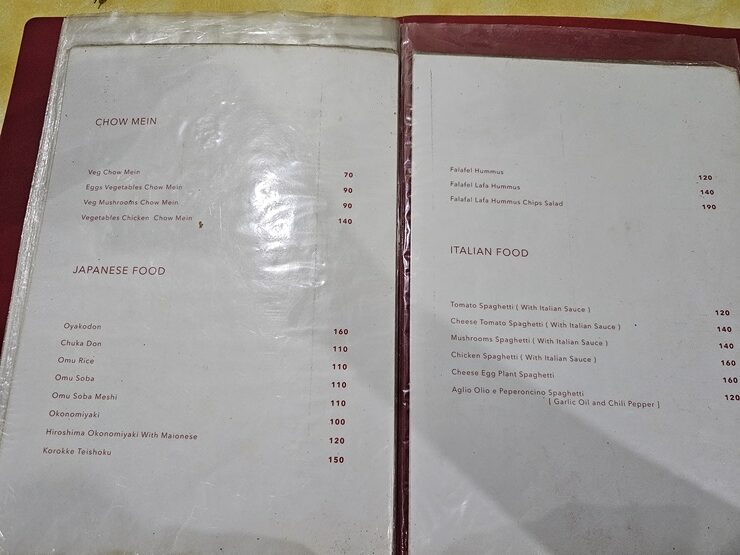 CHOW MEIN
Veg Chow Mein 70
Eggs Vegetables Chow Mein 90
Veg Mushrooms Chow Mein 90
Vegetables Chicken Chow Mein 140
JAPANESE FOOD
Oyakodon 160
Chuka Don 110
Omu Rice 110
Omu Soba 110
Omu Soba Meshi 110
Okonomiyaki 100
Hiroshima Okonomiyaki With Maionese 120
Korokke Teishoku 150
Falafel Hummus 120
Falafel Lafa Hummus 140
Falafal Lafa Hummus Chips Salad 190
ITALIAN FOOD
Tomato Spaghetti ( With Italian Sauce ) 120
Cheese Tomato Spaghetti ( With Italian Sauce ) 140
Mushrooms Spaghetti ( With Italian Sauce ) 140
Chicken Spaghetti ( With Italian Sauce ) 160
Cheese Egg Plant Spaghetti 160
Aglio Olio e Peperoncino Spaghetti 120
[ Garlic Oil and Chili Pepper ]